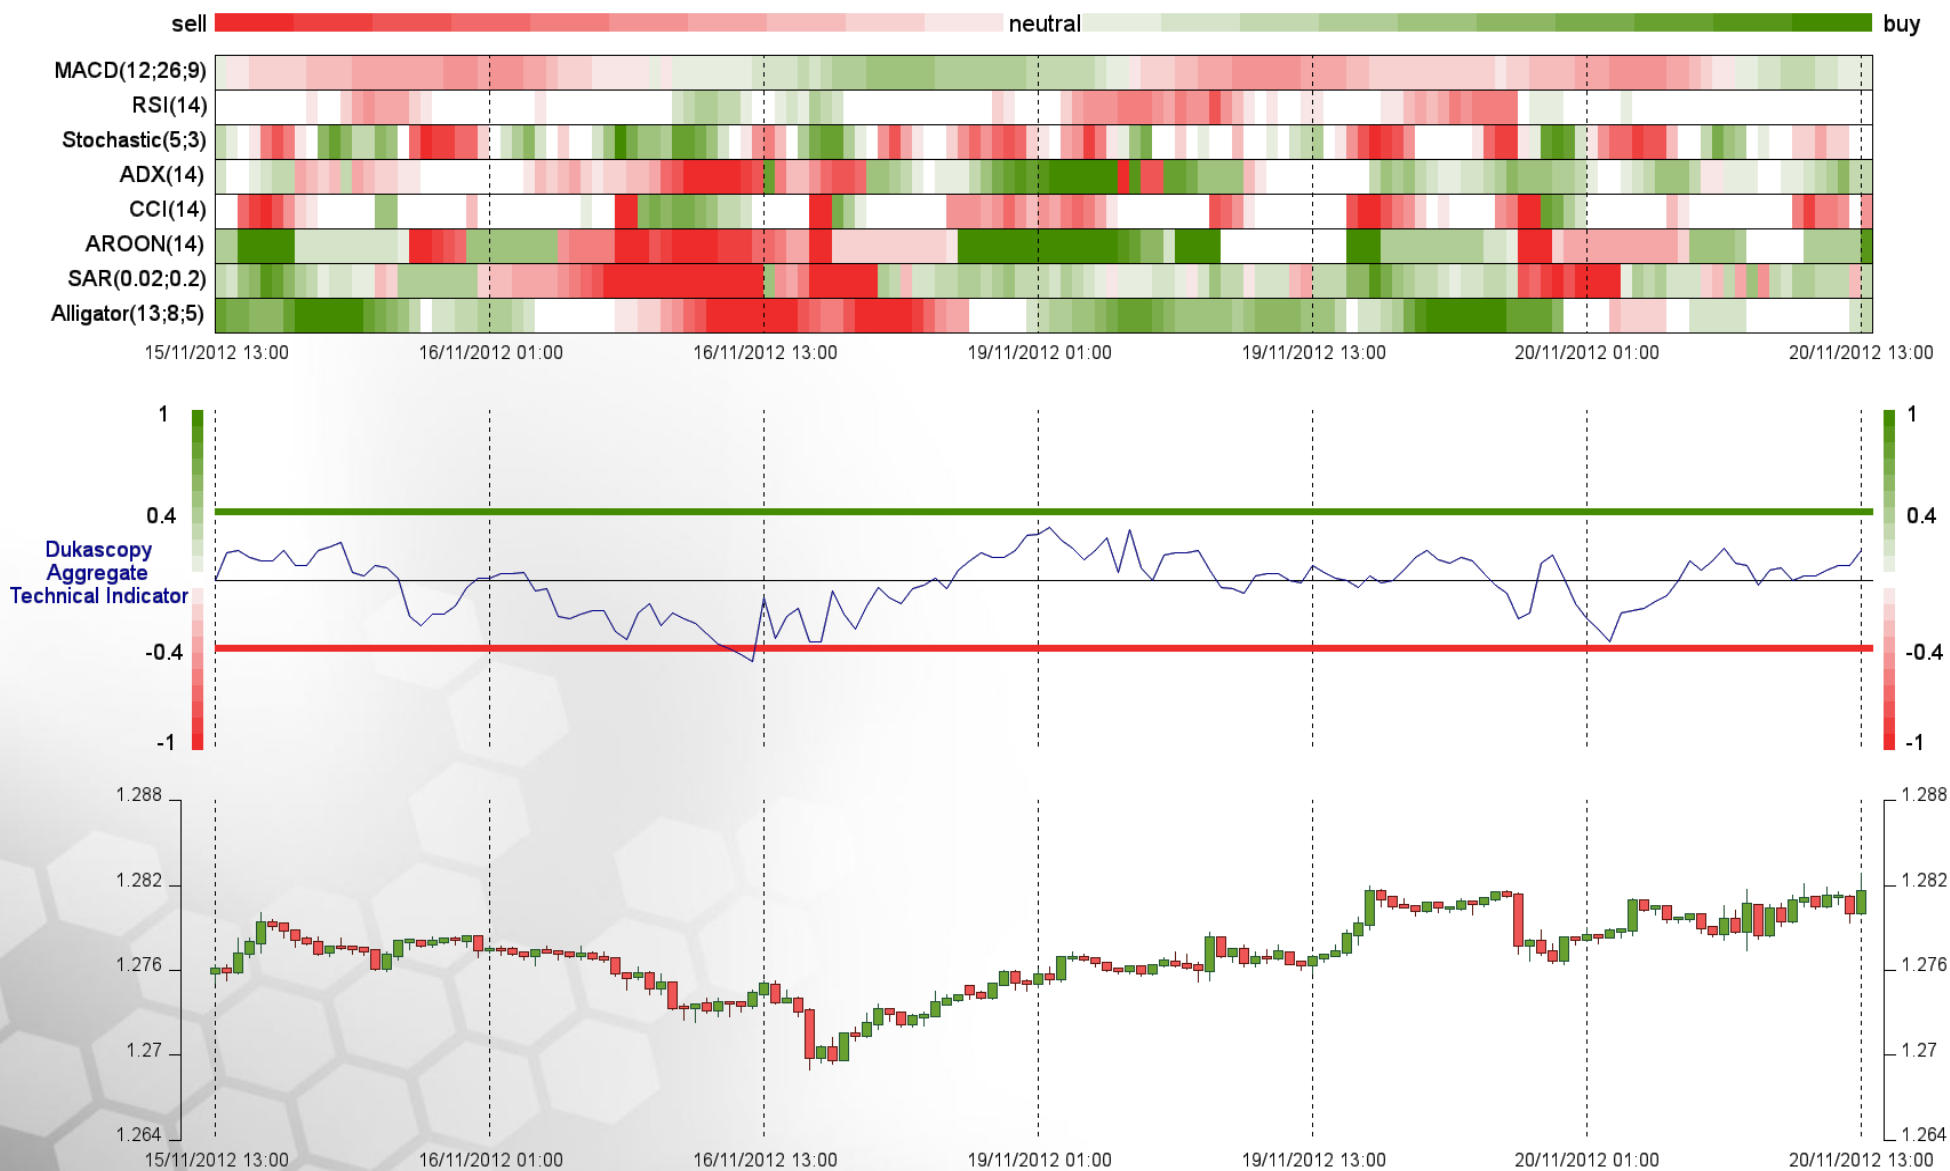 sell neutral buy
MACD(12;26;9)
RSI(14)
Stochastic(5;3)
ADX(14)
CCI(14)
AROON(14)
SAR(0.02;0.2)
Alligator(13;8;5)
15/11/2012 13:00 16/11/2012 01:00 16/11/2012 13:00 19/11/2012 01:00 19/11/2012 13:00 20/11/2012 01:00 20/11/2012 13:00
1 1
0.4 0.4
Dukascopy
Aggregate
Technical Indicator
-0.4 -0.4
-1 -1
1.288 1.288
1.282 1.282
1.276 1.276
1.27 1.27
1.264 1.264
15/11/2012 13:00 16/11/2012 01:00 16/11/2012 13:00 19/11/2012 01:00 19/11/2012 13:00 20/11/2012 01:00 20/11/2012 13:00